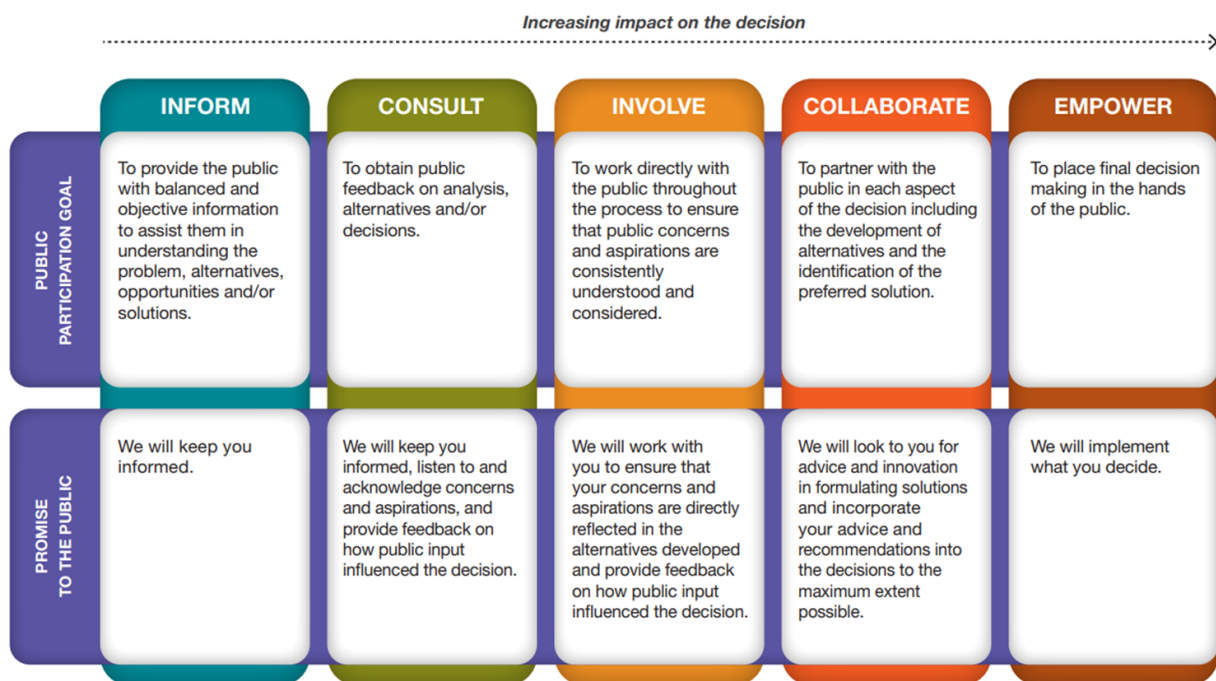 Increasing impact on the decision
INFORM
CONSULT
INVOLVE
COLLABORATE
EMPOWER
PUBLIC
PARTICIPATION GOAL
To provide the public
with balanced and
objective information
to assist them in
understanding the
problem, alternatives,
opportunities and/or
solutions.
To obtain public
feedback on analysis,
alternatives and/or
decisions.
To work directly with
the public throughout
the process to ensure
that public concerns
and aspirations are
consistently
understood and
considered.
To partner with the
public in each aspect
of the decision including
the development of
alternatives and the
identification of the
preferred solution.
To place final decision
making in the hands
of the public.
PROMISE
TO THE PUBLIC
We will keep you
informed.
We will keep you
informed, listen to and
acknowledge concerns
and aspirations, and
provide feedback on
how public input
influenced the decision.
We will work with
you to ensure that
your concerns and
aspirations are directly
reflected in the
alternatives developed
and provide feedback
on how public input
influenced the decision.
We will look to you for
advice and innovation
in formulating solutions
and incorporate
your advice and
recommendations into
the decisions to the
maximum extent
possible.
We will implement
what you decide.